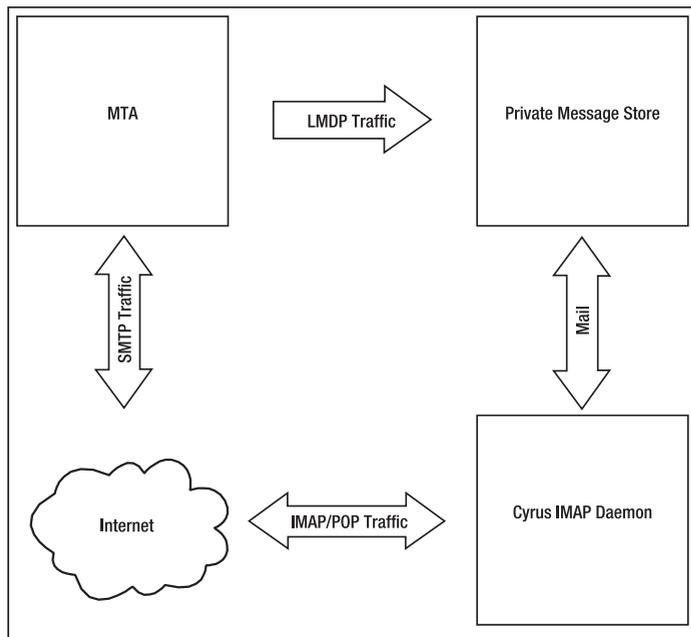 MTA
LMDP Traffic
Private Message Store
SMTP Traffic
Mail
Internet
IMAP/POP Traffic
Cyrus IMAP Daemon